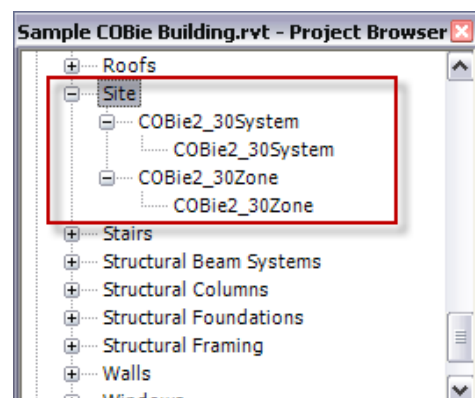 Sample COBie Building.rvt - Project Browser
Roofs
Site
COBie2_30System
COBie2_30System
COBie2_30Zone
COBie2_30Zone
Stairs
Structural Beam Systems
Structural Columns
Structural Foundations
Structural Framing
Walls
Windows